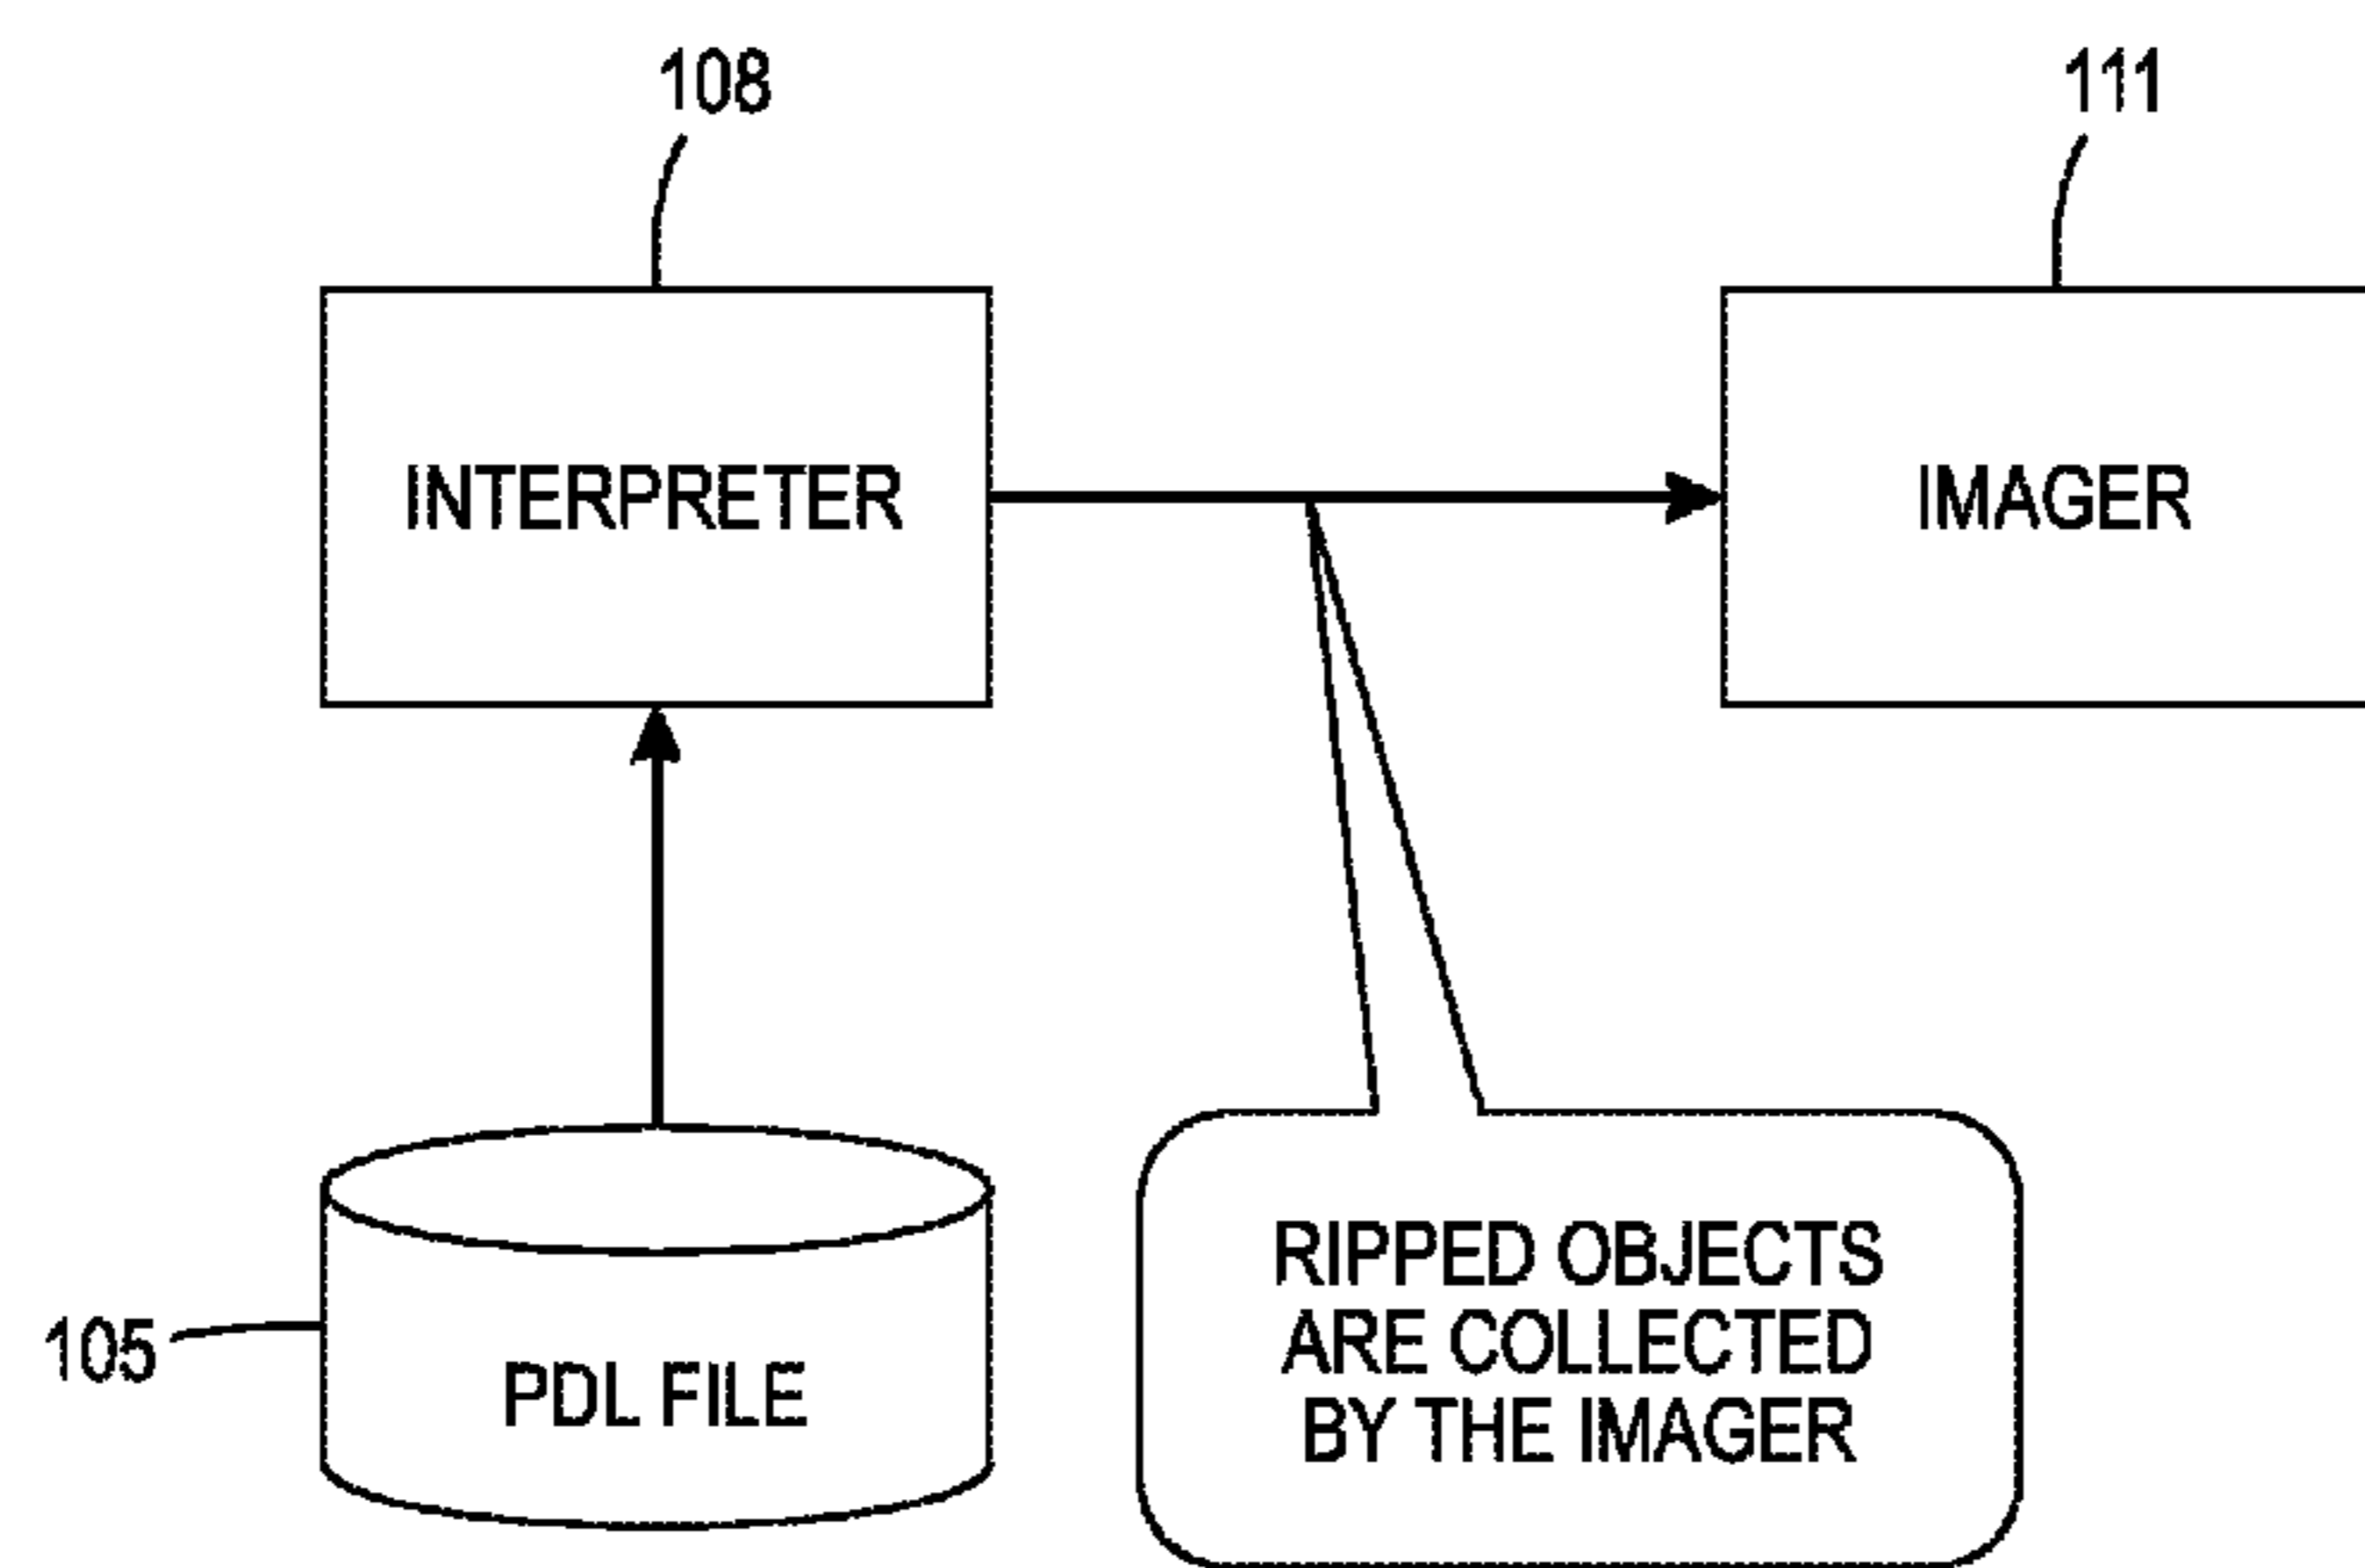 108
111
INTERPRETER
IMAGER
105
PDL FILE
RIPPED OBJECTS
ARE COLLECTED
BY THE IMAGER